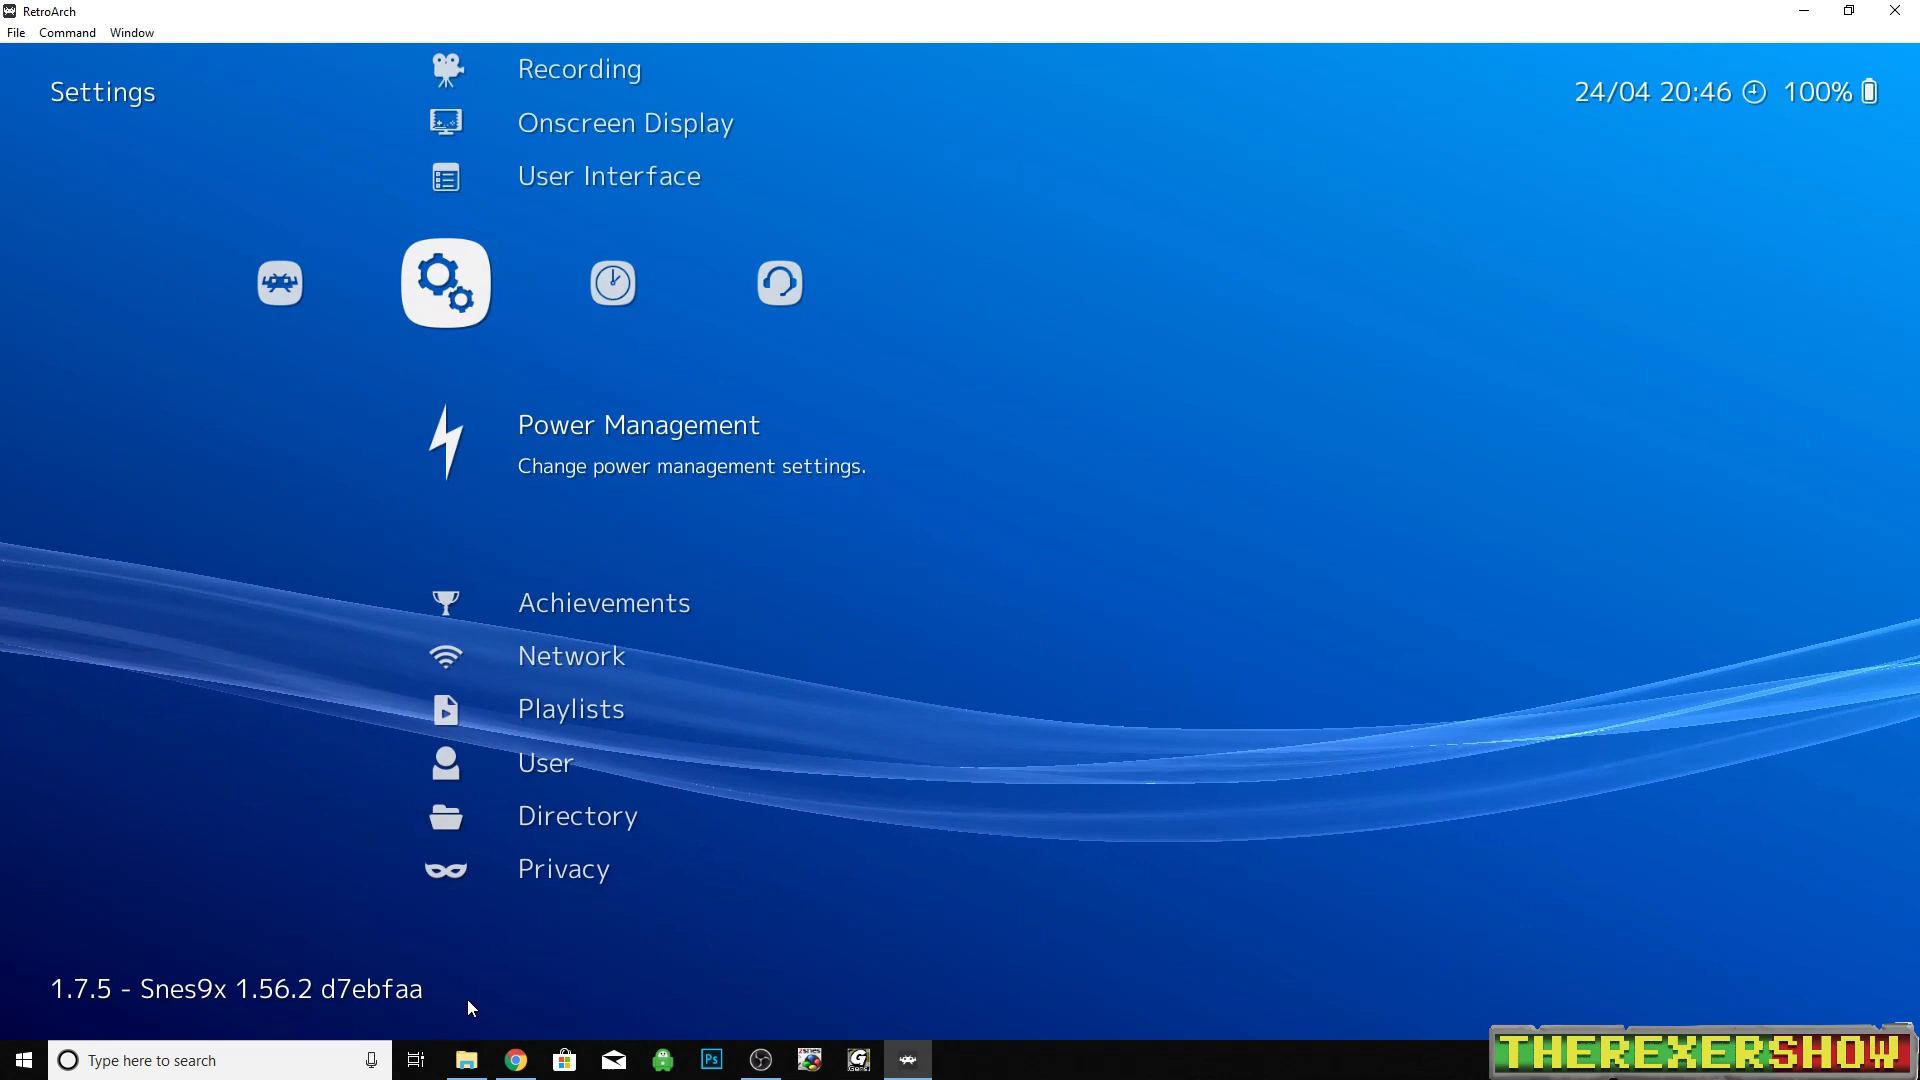 RetroArch
File Command Window
Settings
24/04 20:46 100%
Recording
Onscreen Display
User Interface
Power Management
Change power management settings.
Achievements
Network
Playlists
User
Directory
Privacy
1.7.5 - Snes9x 1.56.2 d7ebfaa
Type here to search
Ps
THEREXERSHOW